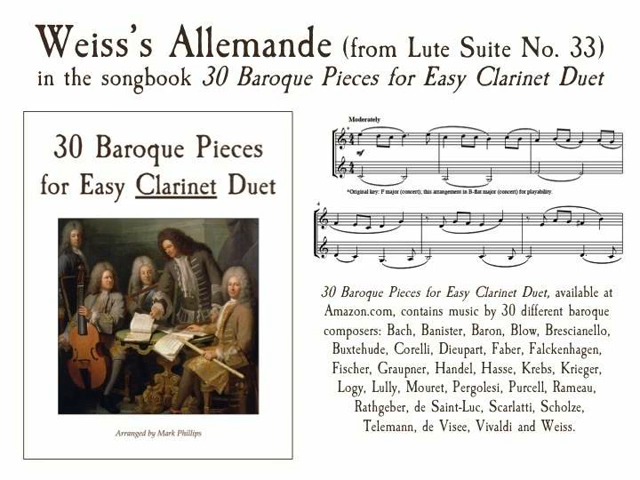 Weiss's Allemande (from Lute Suite No. 33)
in the songbook 30 Baroque Pieces for Easy Clarinet Duet
30 Baroque Pieces
for Easy Clarinet Duet
Arranged by Mark Phillips
Moderately
mf
*Original key: F major (concert); this arrangement in B-flat major (concert) for playability.
4
30 Baroque Pieces for Easy Clarinet Duet, available at
Amazon.com, contains music by 30 different baroque
composers: Bach, Banister, Baron, Blow, Brescianello,
Buxtehude, Corelli, Dieupart, Faber, Falckenhagen,
Fischer, Graupner, Handel, Hasse, Krebs, Krieger,
Logy, Lully, Mouret, Pergolesi, Purcell, Rameau,
Rathgeber, de Saint-Luc, Scarlatti, Scholze,
Telemann, de Visee, Vivaldi and Weiss.